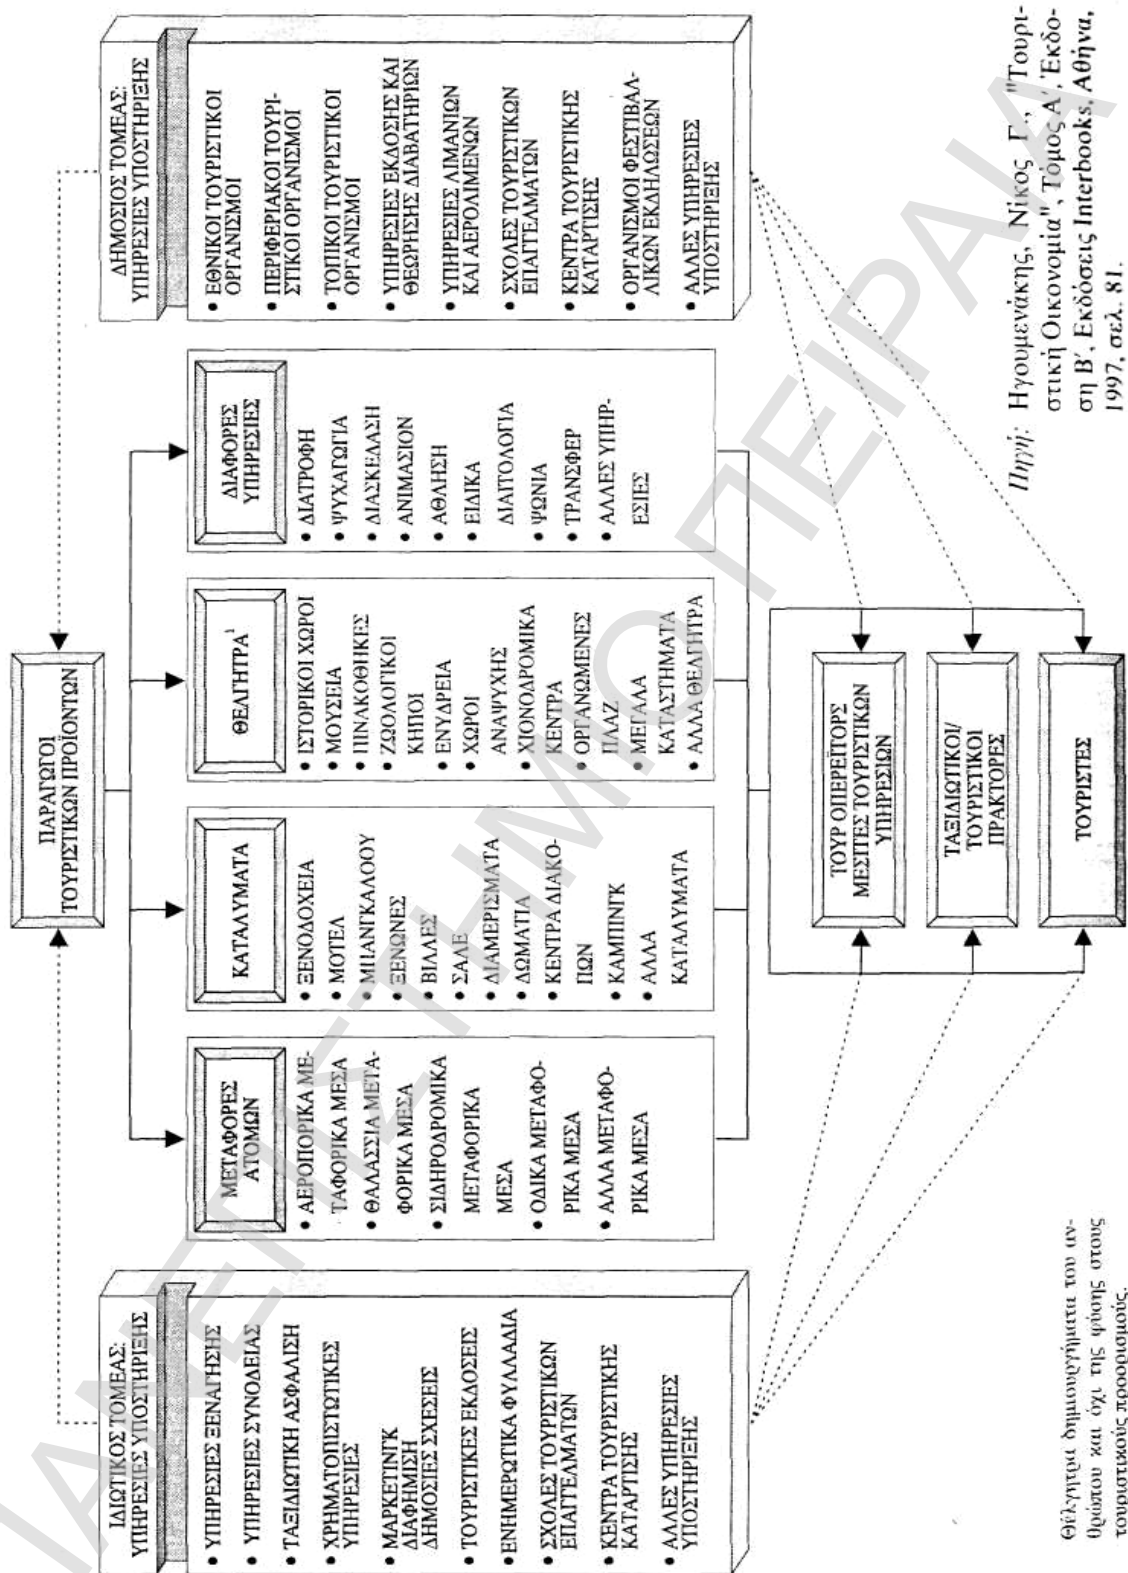 ΠΑΡΑΓΩΓΟΙ
ΤΟΥΡΙΣΤΙΚΩΝ ΠΡΟΪΟΝΤΩΝ
ΙΔΙΩΤΙΚΟΣ ΤΟΜΕΑΣ:
ΥΠΗΡΕΣΙΕΣ ΥΠΟΣΤΗΡΙΞΗΣ
• ΥΠΗΡΕΣΙΕΣ ΞΕΝΑΓΗΣΗΣ
• ΥΠΗΡΕΣΙΕΣ ΣΥΝΟΔΕΙΑΣ
• ΤΑΞΙΔΙΩΤΙΚΗ ΑΣΦΑΛΙΣΗ
• ΧΡΗΜΑΤΟΠΙΣΤΩΤΙΚΕΣ
ΥΠΗΡΕΣΙΕΣ
• ΜΑΡΚΕΤΙΝΓΚ
ΔΙΑΦΗΜΙΣΗ
ΔΗΜΟΣΙΕΣ ΣΧΕΣΕΙΣ
• ΤΟΥΡΙΣΤΙΚΕΣ ΕΚΔΟΣΕΙΣ
• ΕΝΗΜΕΡΩΤΙΚΑ ΦΥΛΛΑΔΙΑ
• ΣΧΟΛΕΣ ΤΟΥΡΙΣΤΙΚΩΝ
ΕΠΑΓΓΕΛΜΑΤΩΝ
• ΚΕΝΤΡΑ ΤΟΥΡΙΣΤΙΚΗΣ
ΚΑΤΑΡΤΙΣΗΣ
• ΑΛΛΕΣ ΥΠΗΡΕΣΙΕΣ
ΥΠΟΣΤΗΡΙΞΗΣ
ΜΕΤΑΦΟΡΕΣ
ΑΤΟΜΩΝ
• ΑΕΡΟΠΟΡΙΚΑ ΜΕ-
ΤΑΦΟΡΙΚΑ ΜΕΣΑ
• ΘΑΛΑΣΣΙΑ ΜΕΤΑ-
ΦΟΡΙΚΑ ΜΕΣΑ
• ΣΙΔΗΡΟΔΡΟΜΙΚΑ
ΜΕΤΑΦΟΡΙΚΑ
ΜΕΣΑ
• ΟΔΙΚΑ ΜΕΤΑΦΟ-
ΡΙΚΑ ΜΕΣΑ
• ΑΛΛΑ ΜΕΤΑΦΟ-
ΡΙΚΑ ΜΕΣΑ
ΚΑΤΑΛΥΜΑΤΑ
• ΞΕΝΟΔΟΧΕΙΑ
• ΜΟΤΕΛ
• ΜΠΑΝΓΚΑΛΟΟΥ
• ΞΕΝΩΝΕΣ
• ΒΙΛΛΕΣ
• ΣΑΛΕ
• ΔΙΑΜΕΡΙΣΜΑΤΑ
• ΔΩΜΑΤΙΑ
• ΚΕΝΤΡΑ ΔΙΑΚΟ-
ΠΩΝ
• ΚΑΜΠΙΝΓΚ
• ΑΛΛΑ
ΚΑΤΑΛΥΜΑΤΑ
ΘΕΛΓΗΤΡΑ¹
• ΙΣΤΟΡΙΚΟΙ ΧΩΡΟΙ
• ΜΟΥΣΕΙΑ
• ΠΙΝΑΚΟΘΗΚΕΣ
• ΖΩΟΛΟΓΙΚΟΙ
ΚΗΠΟΙ
• ΕΝΥΔΡΕΙΑ
• ΧΩΡΟΙ
ΑΝΑΨΥΧΗΣ
• ΧΙΟΝΟΔΡΟΜΙΚΑ
ΚΕΝΤΡΑ
• ΟΡΓΑΝΩΜΕΝΕΣ
ΠΛΑΖ
• ΜΕΓΑΛΑ
ΚΑΤΑΣΤΗΜΑΤΑ
• ΑΛΛΑ ΘΕΛΓΗΤΡΑ
ΔΙΑΦΟΡΕΣ
ΥΠΗΡΕΣΙΕΣ
• ΔΙΑΤΡΟΦΗ
• ΨΥΧΑΓΩΓΙΑ
• ΔΙΑΣΚΕΔΑΣΗ
• ΑΝΙΜΑΣΙΟΝ
• ΑΘΛΗΣΗ
• ΕΙΔΙΚΑ
ΔΙΑΙΤΟΛΟΓΙΑ
• ΨΩΝΙΑ
• ΤΡΑΝΣΦΕΡ
• ΑΛΛΕΣ ΥΠΗΡ-
ΕΣΙΕΣ
ΔΗΜΟΣΙΟΣ ΤΟΜΕΑΣ:
ΥΠΗΡΕΣΙΕΣ ΥΠΟΣΤΗΡΙΞΗΣ
• ΕΘΝΙΚΟΙ ΤΟΥΡΙΣΤΙΚΟΙ
ΟΡΓΑΝΙΣΜΟΙ
• ΠΕΡΙΦΕΡΙΑΚΟΙ ΤΟΥΡΙ-
ΣΤΙΚΟΙ ΟΡΓΑΝΙΣΜΟΙ
• ΤΟΠΙΚΟΙ ΤΟΥΡΙΣΤΙΚΟΙ
ΟΡΓΑΝΙΣΜΟΙ
• ΥΠΗΡΕΣΙΕΣ ΕΚΔΟΣΗΣ ΚΑΙ
ΘΕΩΡΗΣΗΣ ΔΙΑΒΑΤΗΡΙΩΝ
• ΥΠΗΡΕΣΙΕΣ ΛΙΜΑΝΙΩΝ
ΚΑΙ ΑΕΡΟΛΙΜΕΝΩΝ
• ΣΧΟΛΕΣ ΤΟΥΡΙΣΤΙΚΩΝ
ΕΠΑΓΓΕΛΜΑΤΩΝ
• ΚΕΝΤΡΑ ΤΟΥΡΙΣΤΙΚΗΣ
ΚΑΤΑΡΤΙΣΗΣ
• ΟΡΓΑΝΙΣΜΟΙ ΦΕΣΤΙΒΑΛ-
ΛΙΚΩΝ ΕΚΔΗΛΩΣΕΩΝ
• ΑΛΛΕΣ ΥΠΗΡΕΣΙΕΣ
ΥΠΟΣΤΗΡΙΞΗΣ
ΤΟΥΡ ΟΠΕΡΕΪΤΟΡΣ
ΜΕΣΙΤΕΣ ΤΟΥΡΙΣΤΙΚΩΝ
ΥΠΗΡΕΣΙΩΝ
ΤΑΞΙΔΙΩΤΙΚΟΙ/
ΤΟΥΡΙΣΤΙΚΟΙ
ΠΡΑΚΤΟΡΕΣ
ΤΟΥΡΙΣΤΕΣ
Θέλγητρα δημιουργήματα του αν-
θρώπου και όχι της φύσης στους
τουριστικούς προορισμούς.
Πηγή: Ηγουμενάκης, Νίκος Γ., "Τουρι-
στική Οικονομία", Τόμος Α', Έκδο-
ση Β', Εκδόσεις Interbooks, Αθήνα,
1997, σελ. 81.
ΙΑΝΕΠΙΣΤΗΜΙΟ ΠΕΙΡΑΙΑ